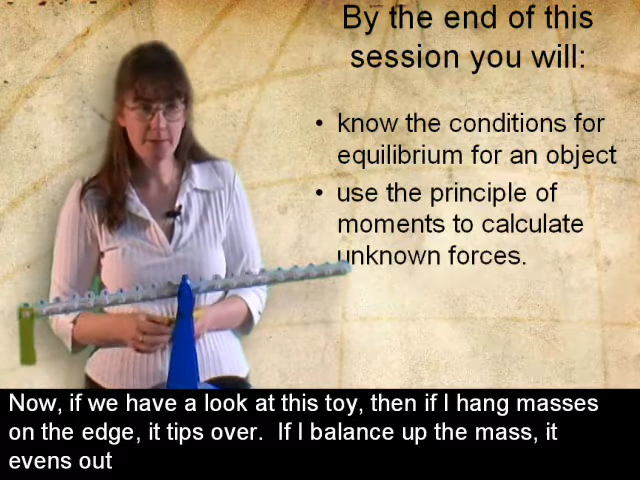 By the end of this
session you will:
• know the conditions for
equilibrium for an object
• use the principle of
moments to calculate
unknown forces.
Now, if we have a look at this toy, then if I hang masses
on the edge, it tips over.  If I balance up the mass, it
evens out